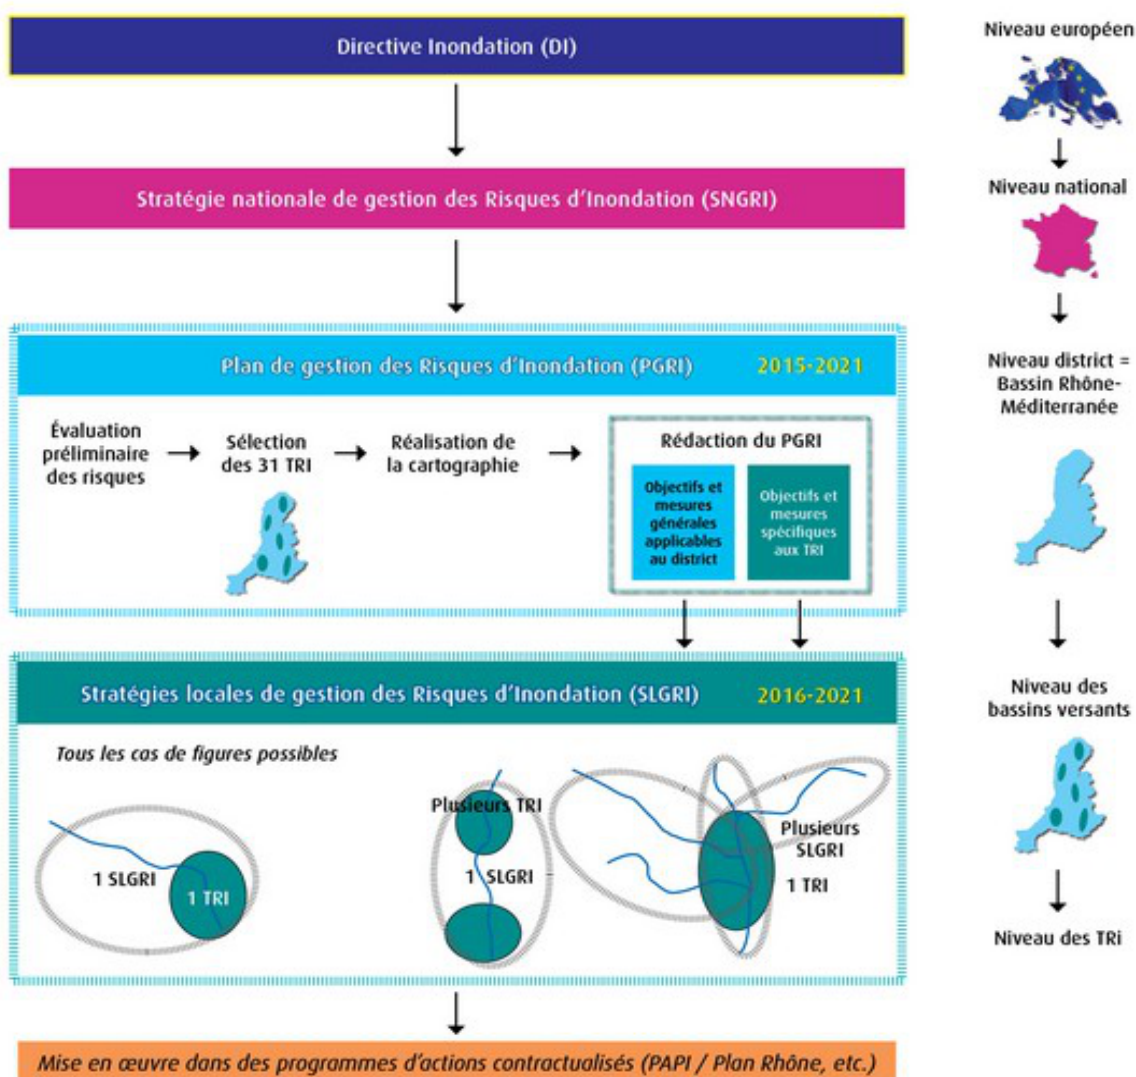 Directive Inondation (DI)
Niveau européen
Stratégie nationale de gestion des Risques d'Inondation (SNGRI)
Niveau national
Plan de gestion des Risques d'Inondation (PGRI) 2015-2021
Niveau district =
Bassin Rhône-
Méditerranée
Évaluation
préliminaire
des risques
Sélection
des 31 TRI
Réalisation de
la cartographie
Rédaction du PGRI
Objectifs et
mesures
générales
applicables
au district
Objectifs et
mesures
spécifiques
aux TRI
Stratégies locales de gestion des Risques d'Inondation (SLGRI) 2016-2021
Niveau des
bassins versants
Tous les cas de figures possibles
1 SLGRI
1 TRI
Plusieurs TRI
1 SLGRI
Plusieurs
SLGRI
1 TRI
Niveau des TRi
Mise en œuvre dans des programmes d'actions contractualisés (PAPI / Plan Rhône, etc.)